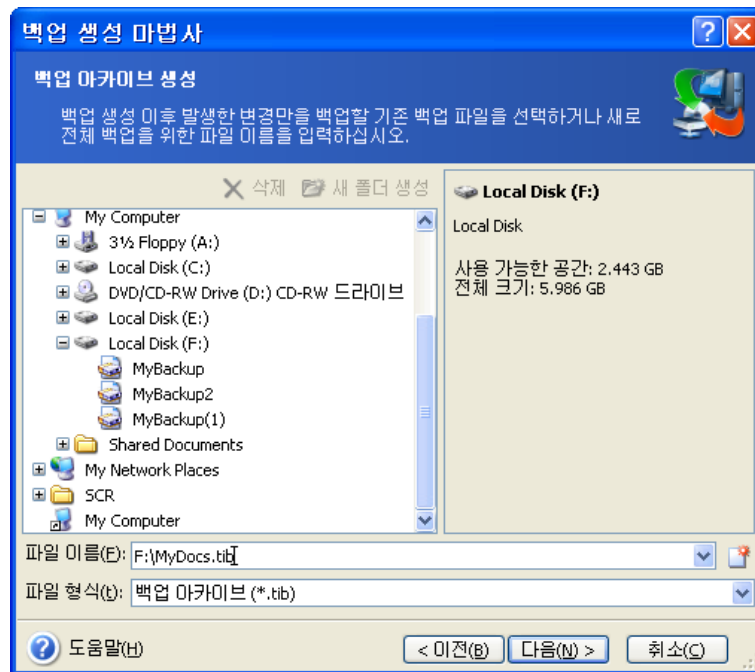 백업 생성 마법사
백업 아카이브 생성
백업 생성 이후 발생한 변경만을 백업할 기존 백업 파일을 선택하거나 새로
전체 백업을 위한 파일 이름을 입력하십시오.
삭제 새 폴더 생성
My Computer
3½ Floppy (A:)
Local Disk (C:)
DVD/CD-RW Drive (D:) CD-RW 드라이브
Local Disk (E:)
Local Disk (F:)
MyBackup
MyBackup2
MyBackup(1)
Shared Documents
My Network Places
SCR
My Computer
Local Disk (F:)
Local Disk
사용 가능한 공간: 2.443 GB
전체 크기: 5.986 GB
파일 이름(F): F:\MyDocs.tib
파일 형식(t): 백업 아카이브 (*.tib)
도움말(H)
< 이전(B) 다음(N) > 취소(C)